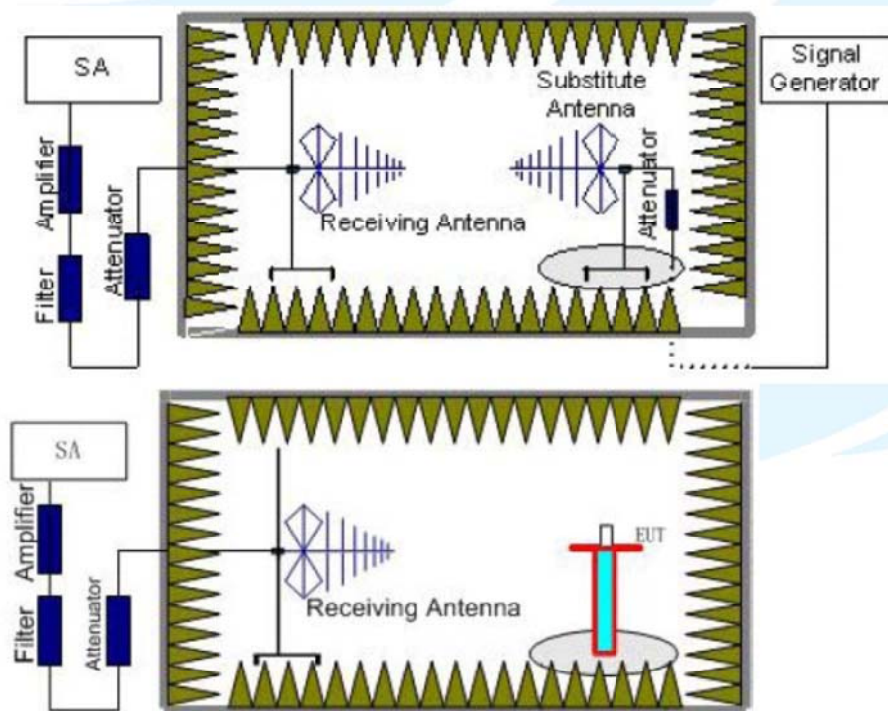 SA
Amplifier
Filter
Attenuator
Receiving Antenna
Substitute
Antenna
Attenuator
Signal
Generator
SA
Amplifier
Filter
Attenuator
Receiving Antenna
EUT